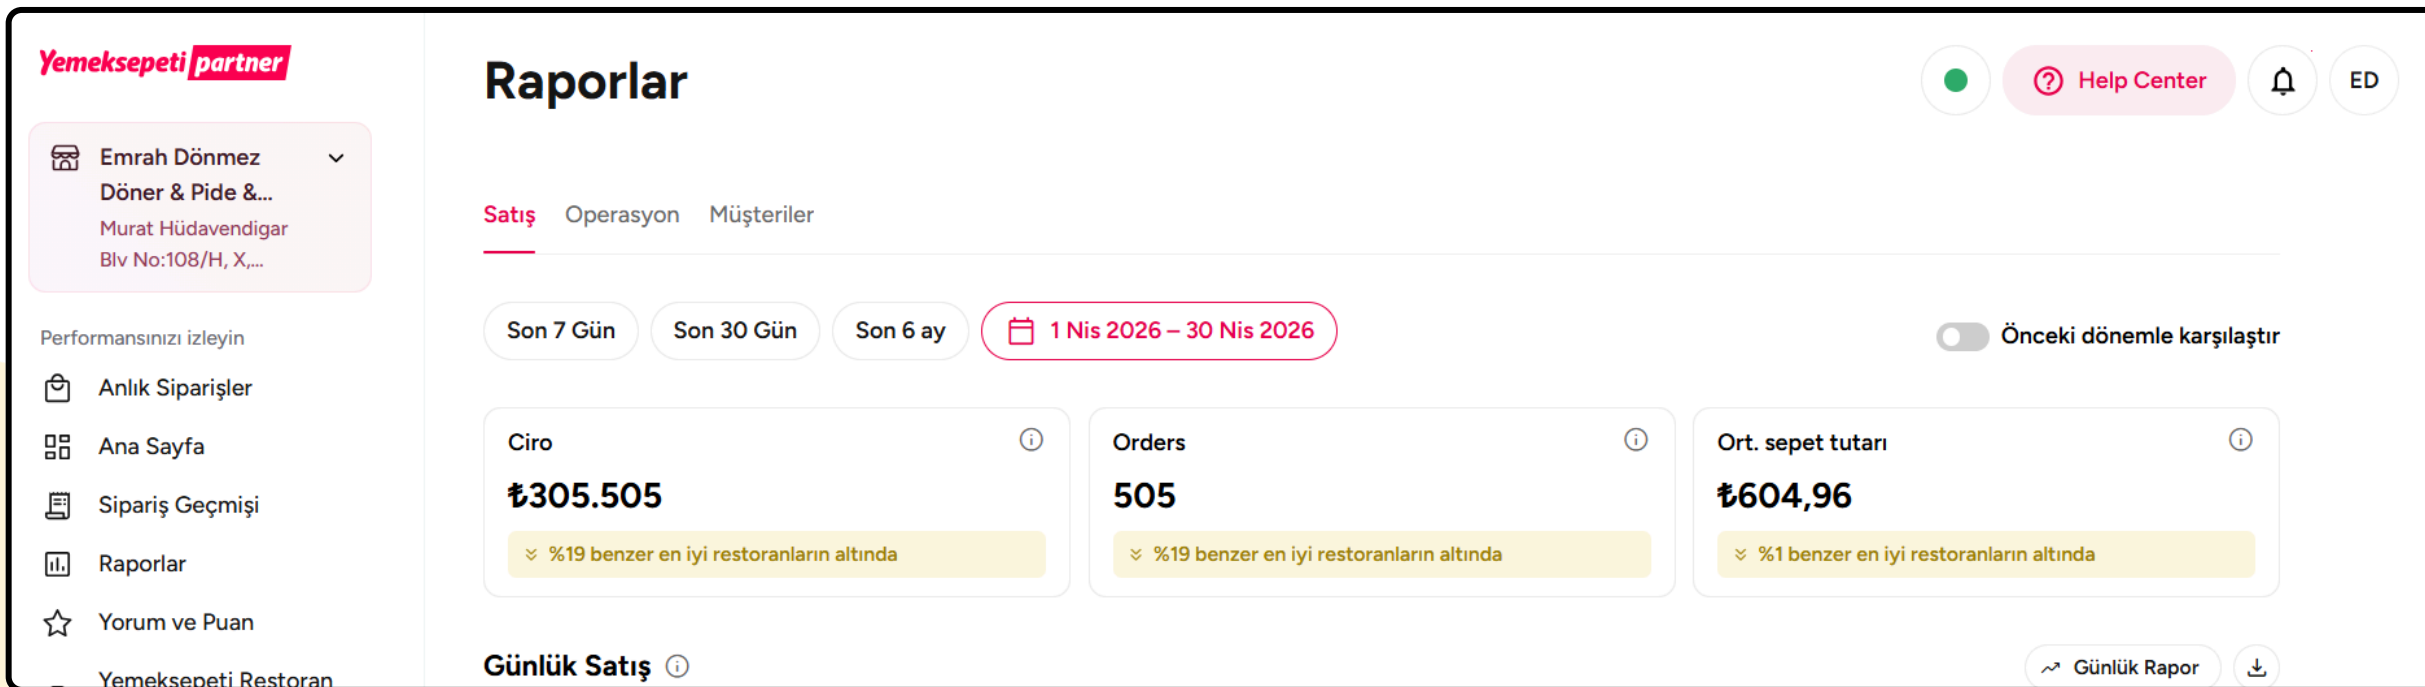 Yemeksepeti partner
Emrah Dönmez
Döner & Pide &...
Murat Hüdavendigar
Blv No:108/H, X,...
Performansınızı izleyin
Anlık Siparişler
Ana Sayfa
Sipariş Geçmişi
Raporlar
Yorum ve Puan
Yemeksepeti Restoran
Raporlar
Help Center
ED
Satış Operasyon Müşteriler
Son 7 Gün Son 30 Gün Son 6 ay 1 Nis 2026 – 30 Nis 2026
Önceki dönemle karşılaştır
Ciro
₺305.505
%19 benzer en iyi restoranların altında
Orders
505
%19 benzer en iyi restoranların altında
Ort. sepet tutarı
₺604,96
%1 benzer en iyi restoranların altında
Günlük Satış
Günlük Rapor